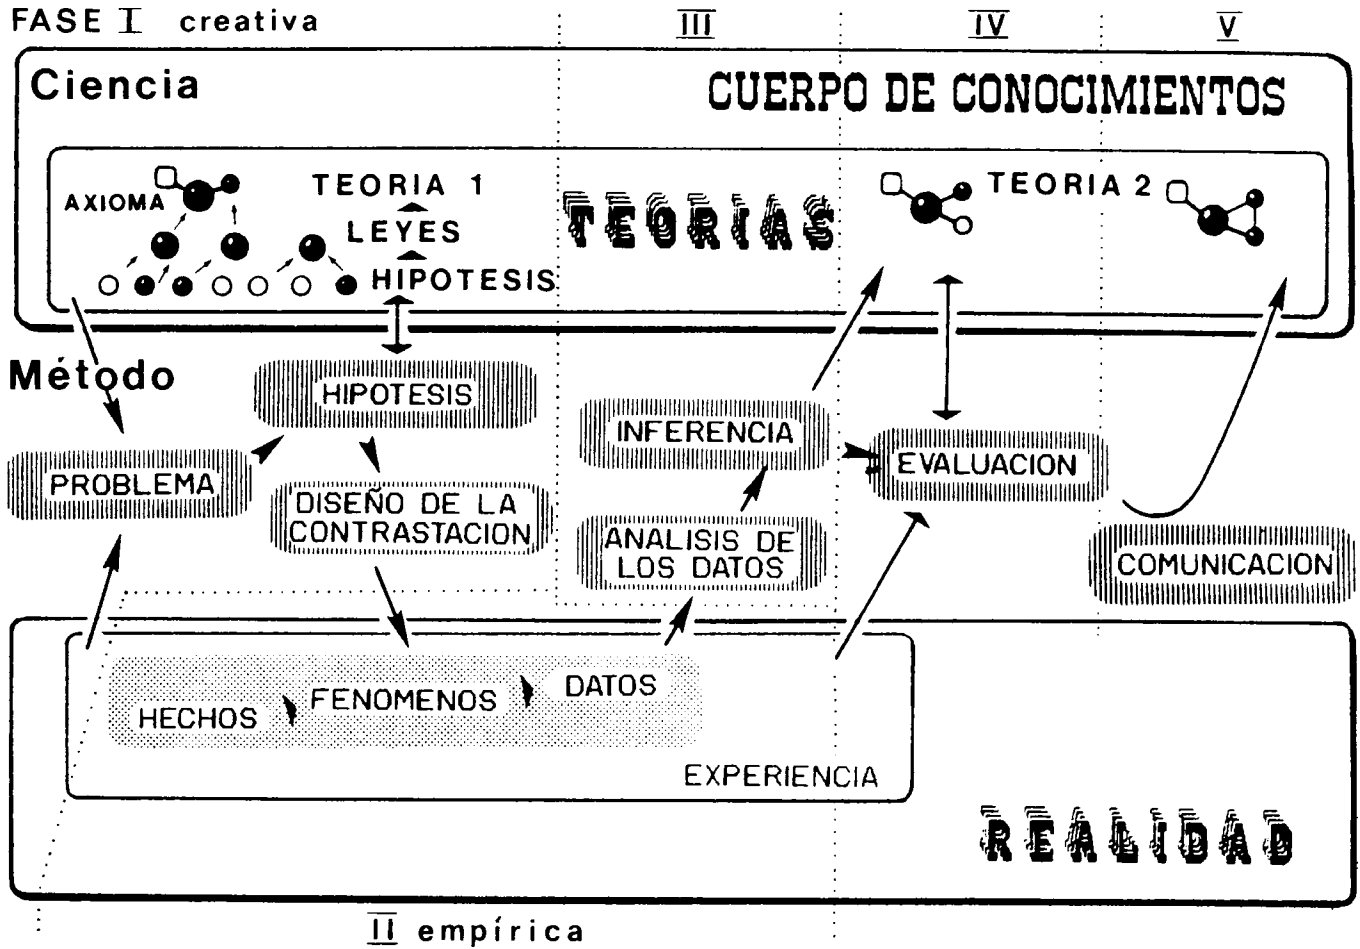 FASE I creativa
III
IV
V
Ciencia
CUERPO DE CONOCIMIENTOS
AXIOMA
TEORIA 1
LEYES
HIPOTESIS
TEORIAS
TEORIA 2
Método
HIPOTESIS
PROBLEMA
DISEÑO DE LA
CONTRASTACION
INFERENCIA
ANALISIS DE
LOS DATOS
EVALUACION
COMUNICACION
HECHOS
FENOMENOS
DATOS
EXPERIENCIA
REALIDAD
II empírica